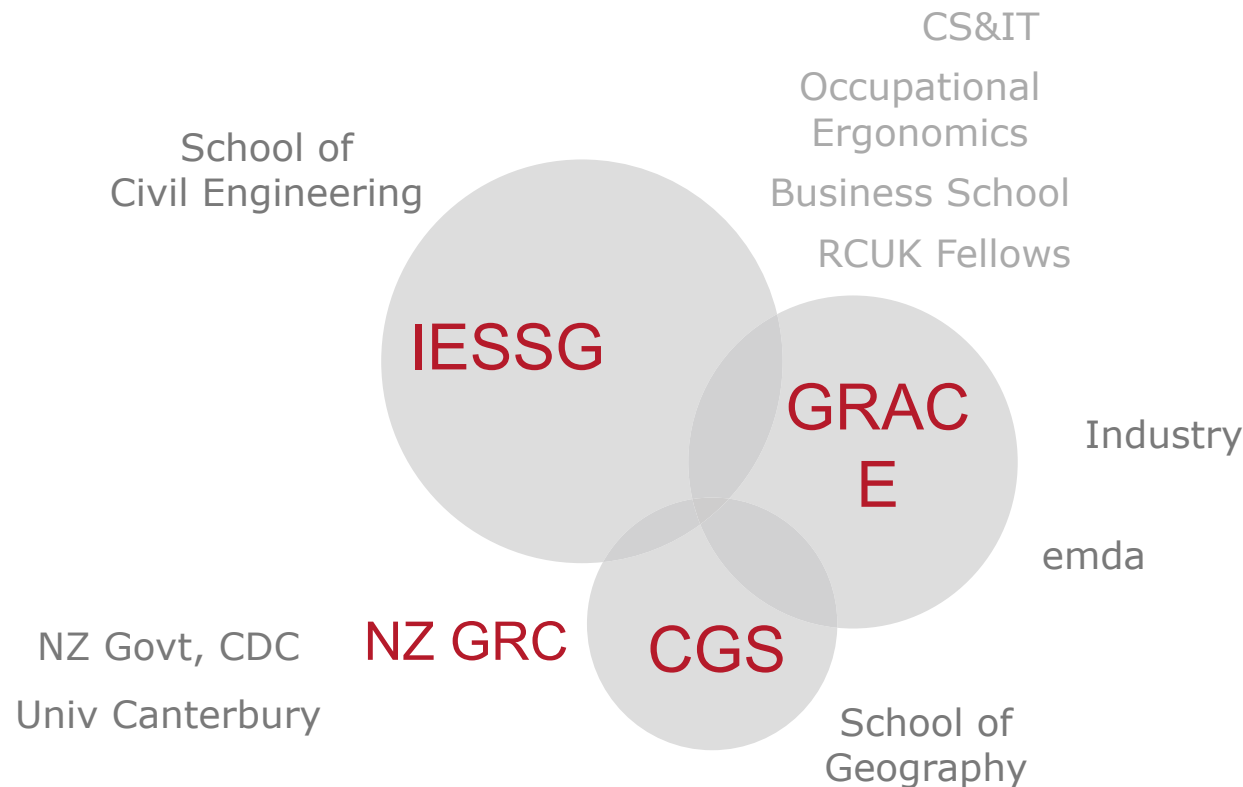 CS&IT
Occupational
Ergonomics
Business School
RCUK Fellows
School of
Civil Engineering
IESSG
GRAC
E
Industry
emda
NZ Govt, CDC
Univ Canterbury
NZ GRC
CGS
School of
Geography